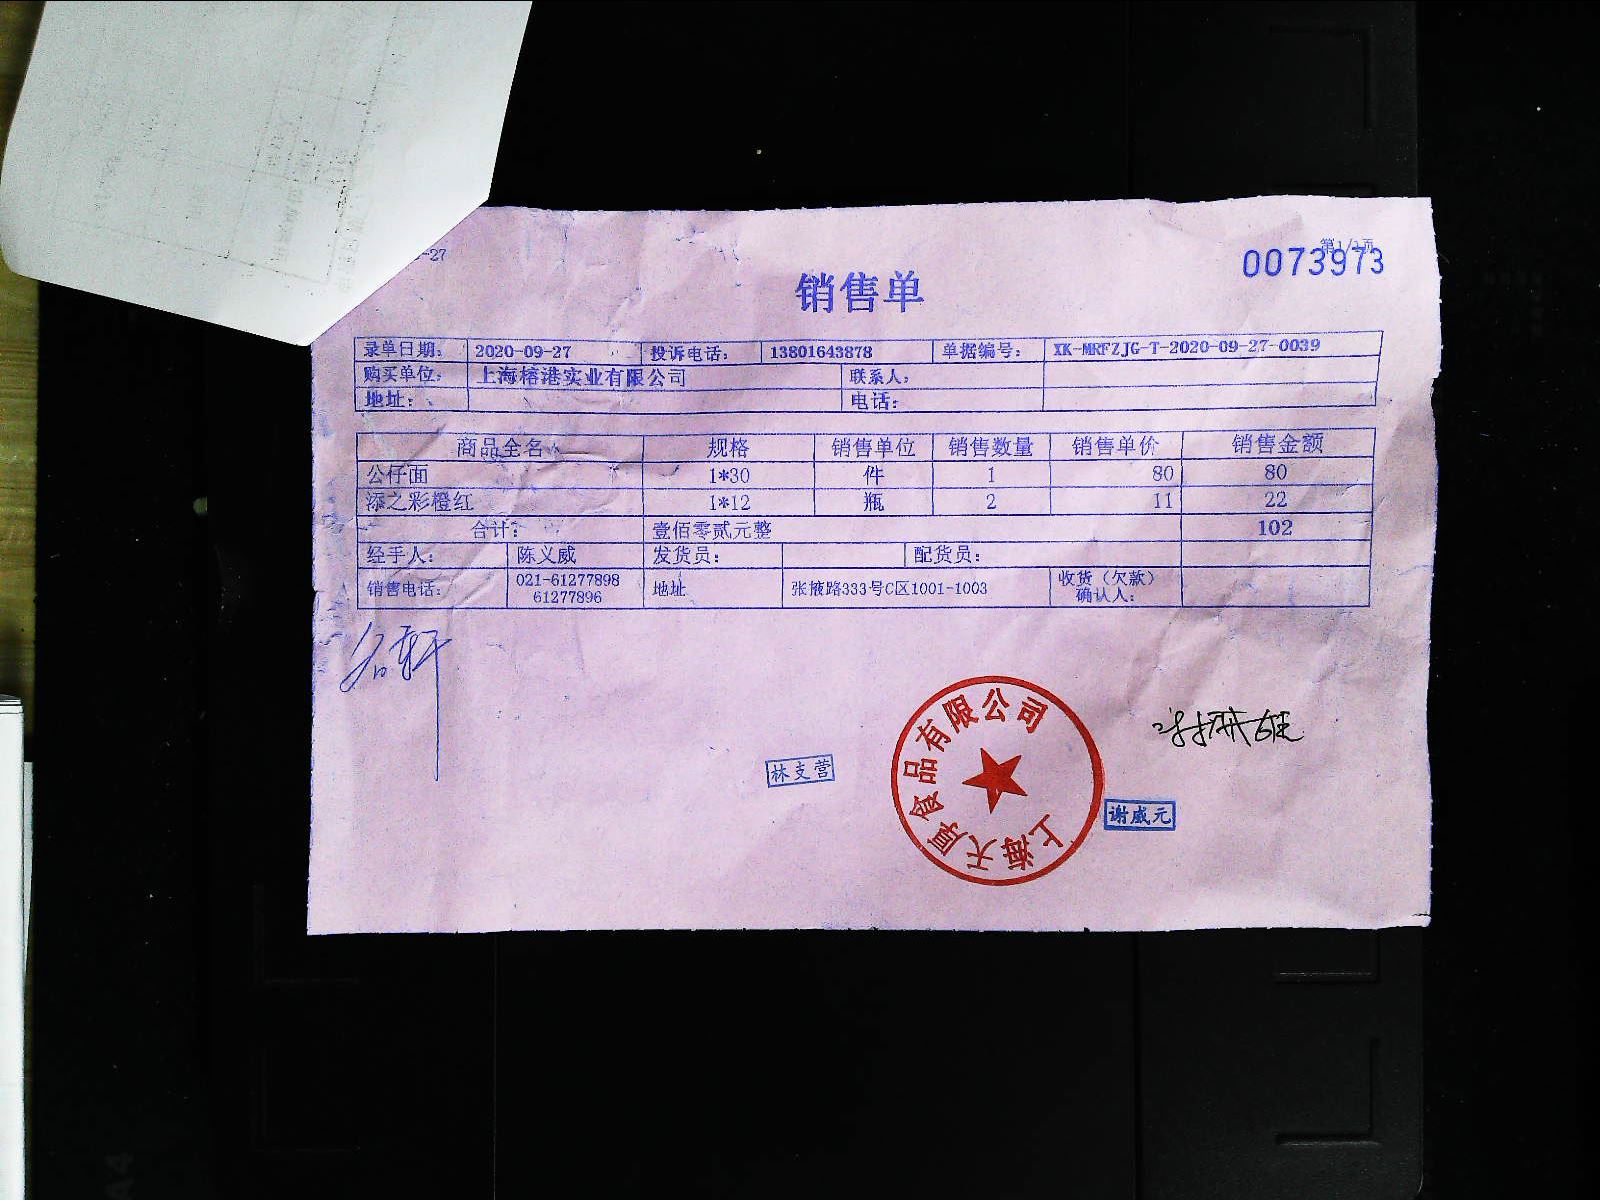 -27
第1/1页
0073973
销售单
录单日期： 2020-09-27 投诉电话： 13801643878 单据编号： XK-MRFZJG-T-2020-09-27-0039
购买单位： 上海榕港实业有限公司 联系人：
地址： 电话：
商品全名 规格 销售单位 销售数量 销售单价 销售金额
公仔面 1*30 件 1 80 80
添之彩橙红 1*12 瓶 2 11 22
合计： 壹佰零贰元整 102
经手人： 陈义威 发货员： 配货员：
销售电话： 021-61277898 61277896 地址 张掖路333号C区1001-1003 收货（欠款）确认人：
上海天厚食品有限公司
林支营
谢威元